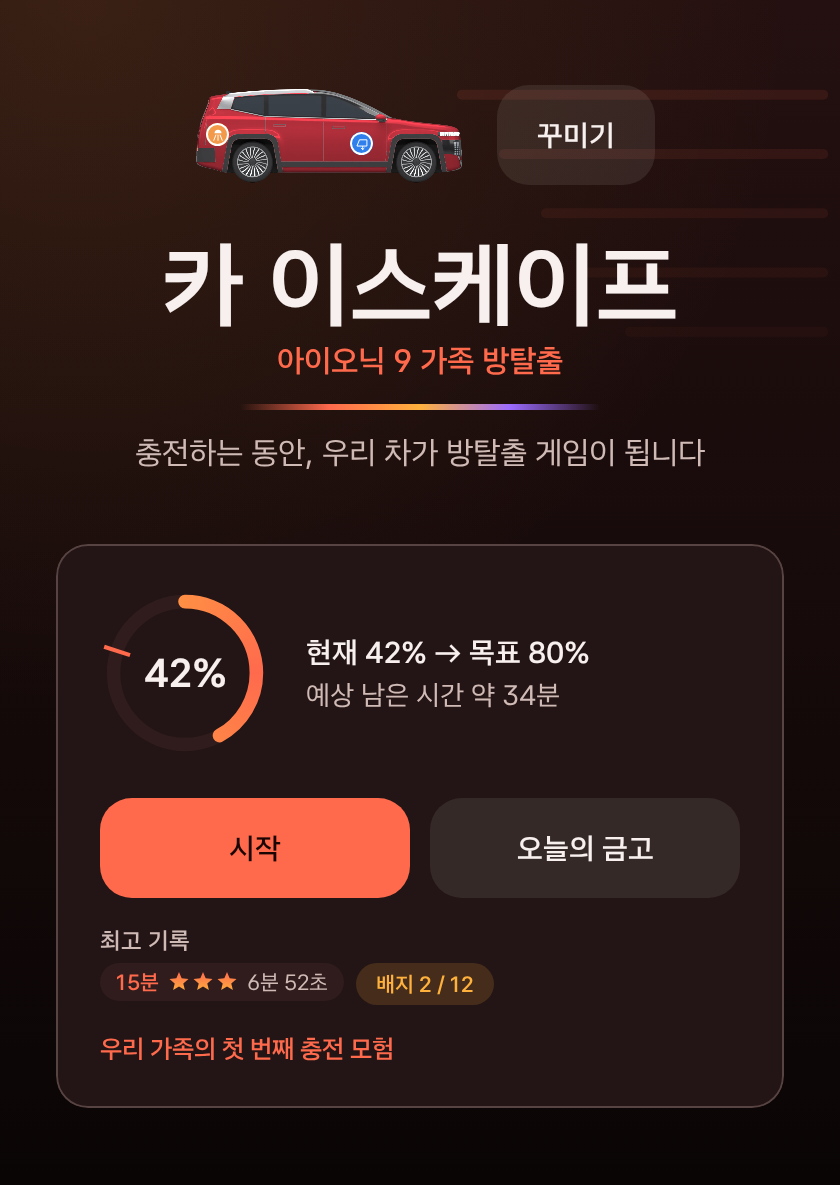 꾸미기
카 이스케이프
아이오닉 9 가족 방탈출
충전하는 동안, 우리 차가 방탈출 게임이 됩니다
42%
현재 42% → 목표 80%
예상 남은 시간 약 34분
시작
오늘의 금고
최고 기록
15분 ★★★ 6분 52초
배지 2 / 12
우리 가족의 첫 번째 충전 모험